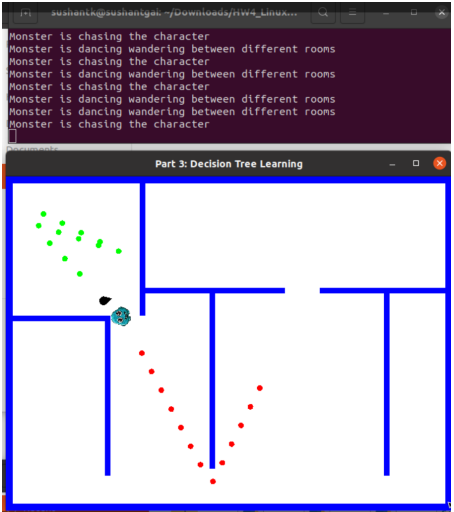 sushantk@sushantgai: ~/Downloads/HW4_Linux...
Monster is chasing the character
Monster is dancing wandering between different rooms
Monster is chasing the character
Monster is dancing wandering between different rooms
Monster is chasing the character
Monster is dancing wandering between different rooms
Monster is dancing wandering between different rooms
Monster is chasing the character
Documents
Part 3: Decision Tree Learning